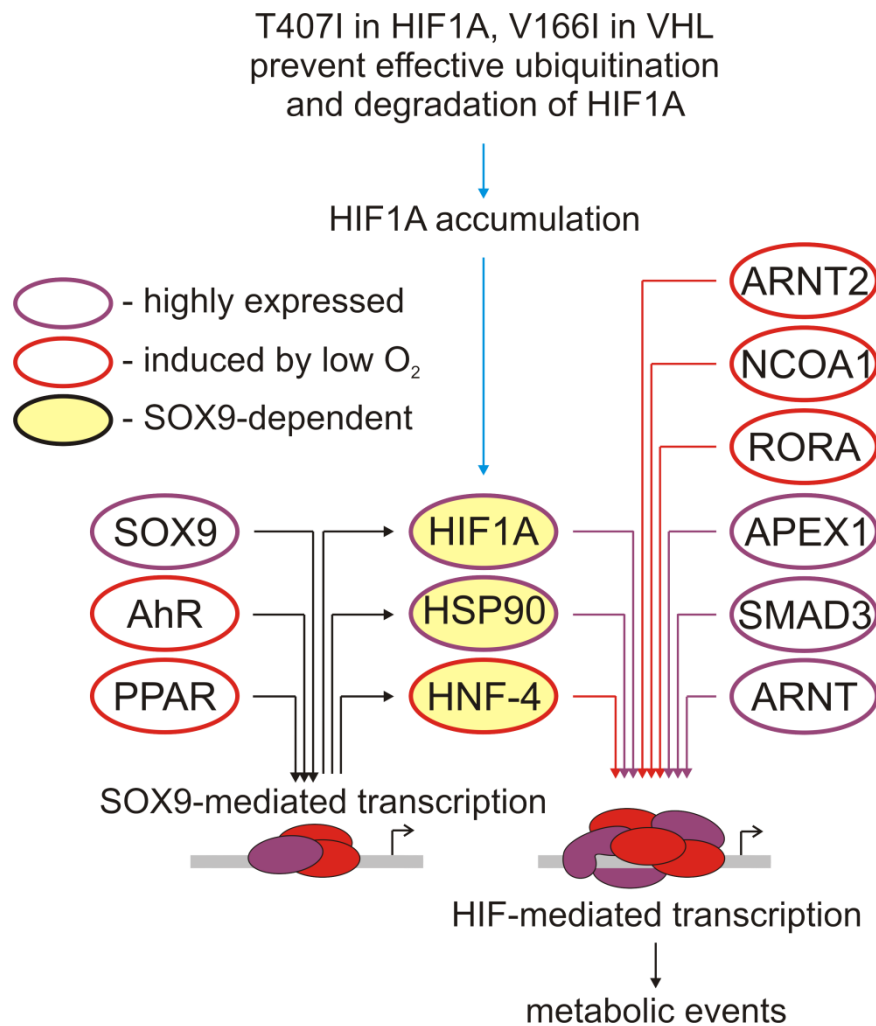 T407I in HIF1A, V166I in VHL
prevent effective ubiquitination
and degradation of HIF1A
HIF1A accumulation
- highly expressed
- induced by low O₂
- SOX9-dependent
ARNT2
NCOA1
RORA
SOX9
HIF1A
APEX1
AhR
HSP90
SMAD3
PPAR
HNF-4
ARNT
SOX9-mediated transcription
HIF-mediated transcription
metabolic events